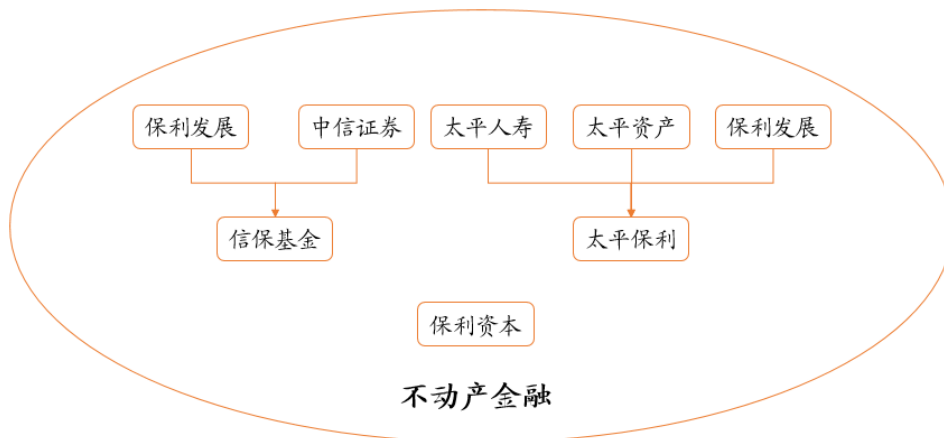 保利发展
中信证券
太平人寿
太平资产
保利发展
信保基金
太平保利
保利资本
不动产金融